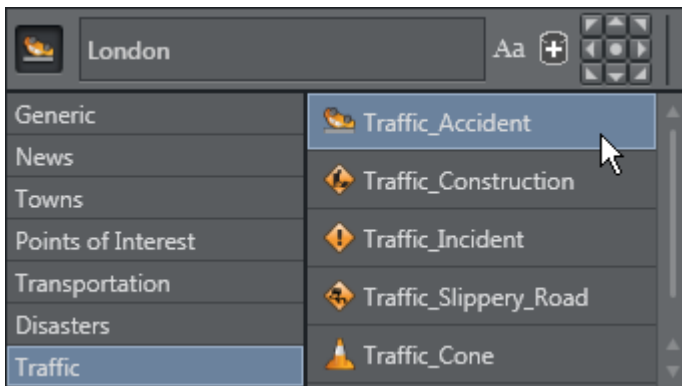 London
Aa
Generic
News
Towns
Points of Interest
Transportation
Disasters
Traffic
Traffic_Accident
Traffic_Construction
Traffic_Incident
Traffic_Slippery_Road
Traffic_Cone